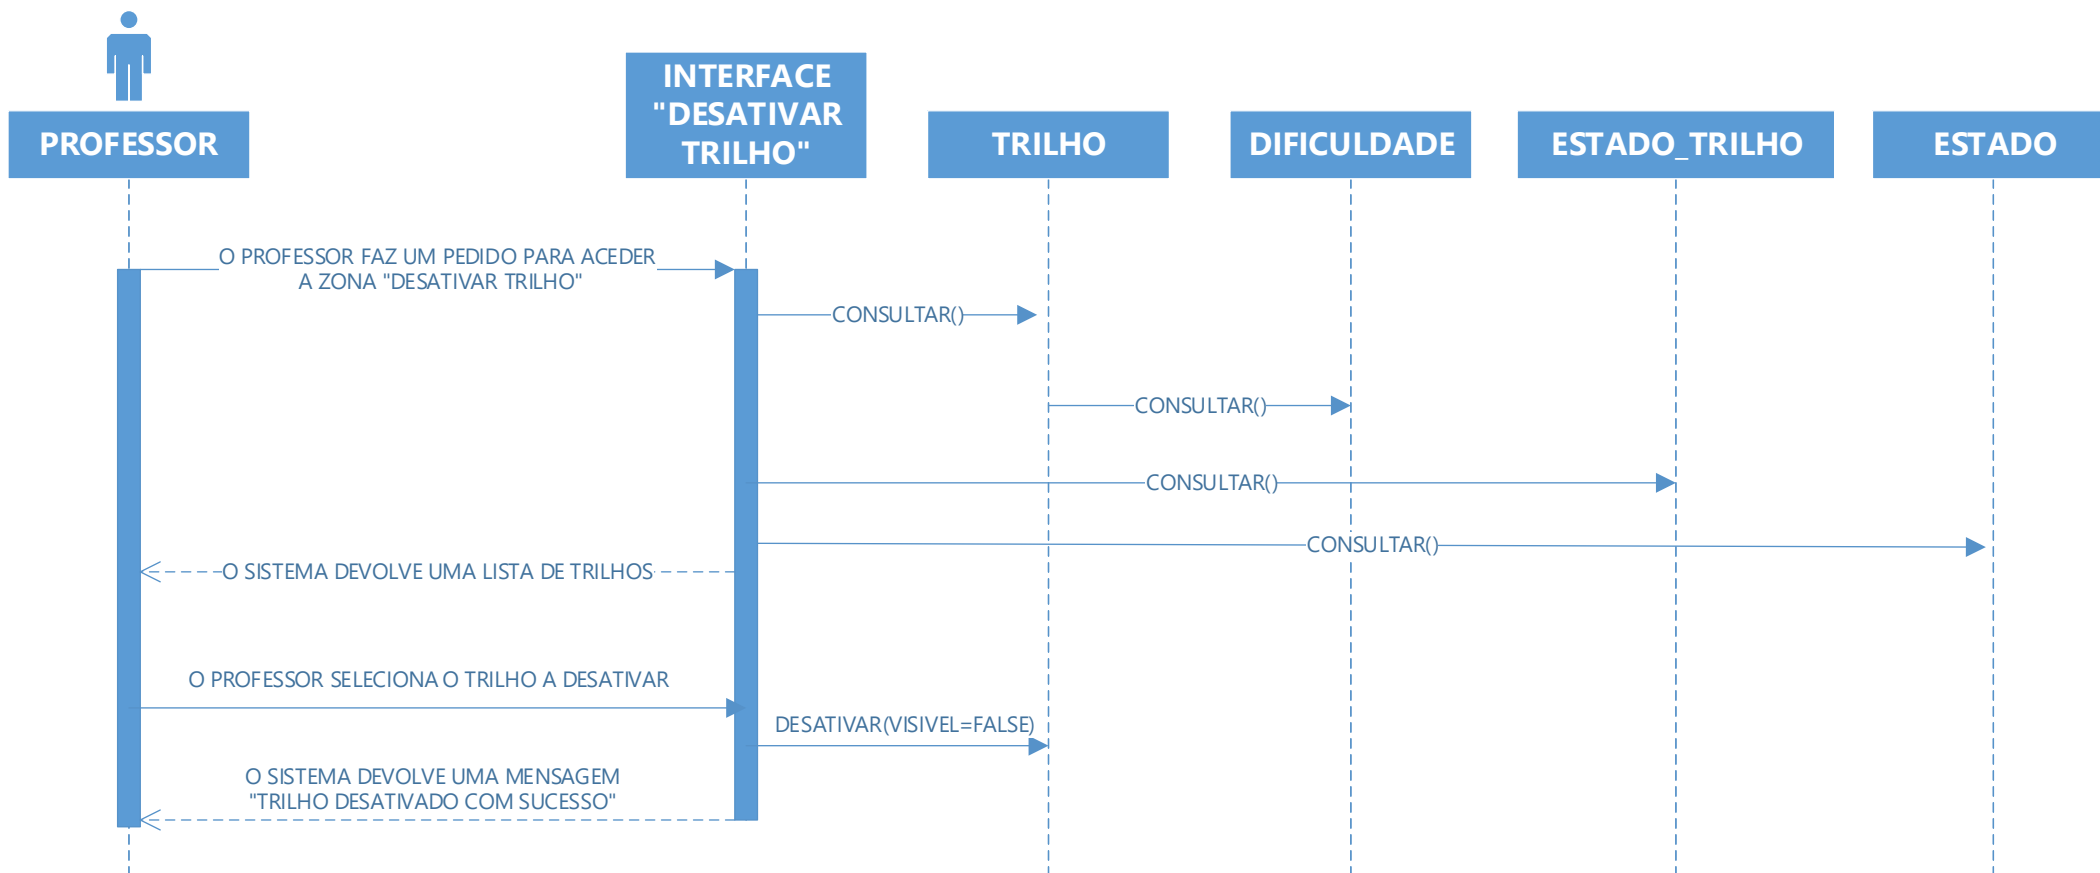 PROFESSOR
INTERFACE
"DESATIVAR
TRILHO"
TRILHO
DIFICULDADE
ESTADO_TRILHO
ESTADO
O PROFESSOR FAZ UM PEDIDO PARA ACEDER
A ZONA "DESATIVAR TRILHO"
CONSULTAR()
CONSULTAR()
CONSULTAR()
CONSULTAR()
O SISTEMA DEVOLVE UMA LISTA DE TRILHOS
O PROFESSOR SELECIONA O TRILHO A DESATIVAR
DESATIVAR(VISIVEL=FALSE)
O SISTEMA DEVOLVE UMA MENSAGEM
"TRILHO DESATIVADO COM SUCESSO"